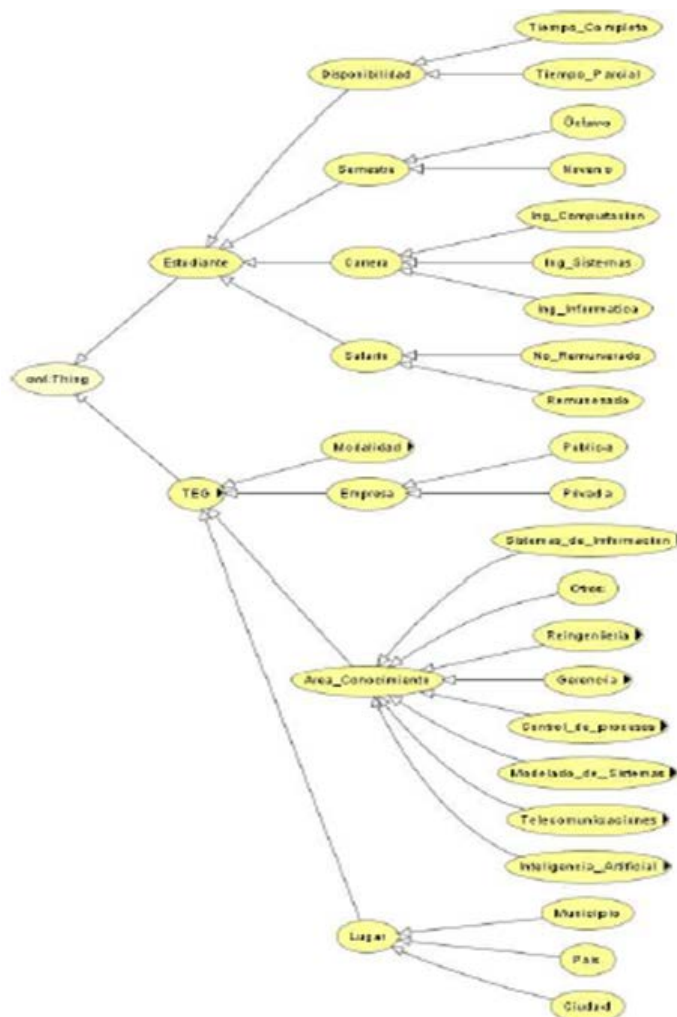 Tiempo_Completo
Disponibilidad
Tiempo_Parcial
Octavo
Semestre
Noveno
Ing_Computacion
Estudiante
Carrera
Ing_Sistemas
Ing_Informatica
Salario
No_Remunerado
owl:Thing
Remunerado
Modalidad
Publica
TEG
Empresa
Privada
Sistemas_de_Informacion
Otros
Reingenieria
Area_Conocimiento
Gerencia
Control_de_procesos
Modelado_de_Sistemas
Telecomunicaciones
Inteligencia_Artificial
Municipio
Lugar
Pais
Ciudad